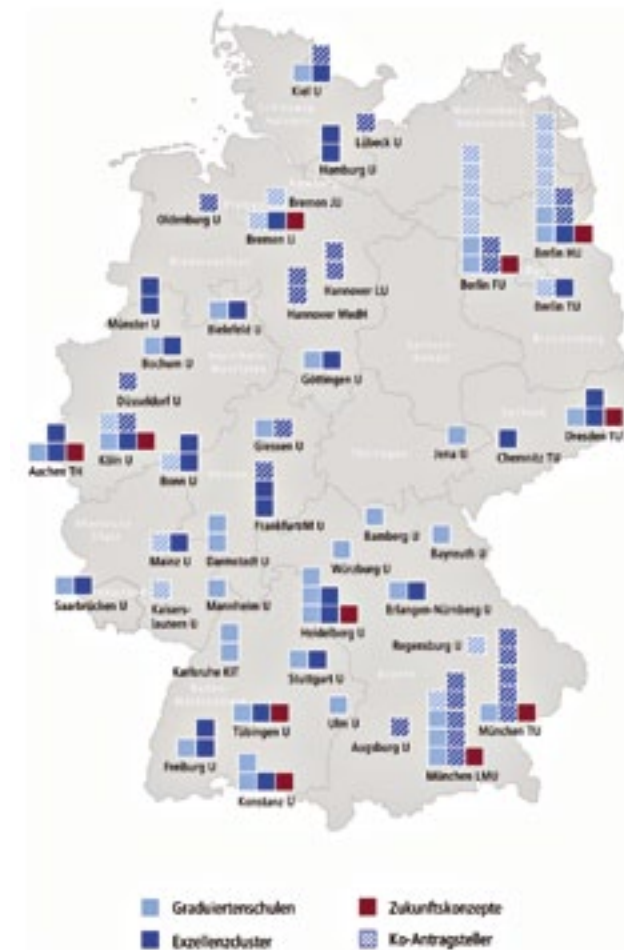 Kiel U
Lübeck U
Hamburg U
Bremen JU
Oldenburg U
Bremen U
Berlin HU
Hannover LU
Berlin FU
Hannover MedH
Berlin TU
Münster U
Bielefeld U
Bochum U
Göttingen U
Düsseldorf U
Dresden TU
Aachen TH
Köln U
Giessen U
Jena U
Chemnitz TU
Bonn U
Frankfurt/M U
Bamberg U
Mainz U
Darmstadt U
Bayreuth U
Würzburg U
Saarbrücken U
Kaisers-
lautern U
Mannheim U
Erlangen-Nürnberg U
Heidelberg U
Regensburg U
Karlsruhe KIT
Stuttgart U
Tübingen U
Ulm U
Augsburg U
München TU
Freiburg U
München LMU
Konstanz U
Graduiertenschulen
Zukunftskonzepte
Exzellenzcluster
Ko-Antragsteller